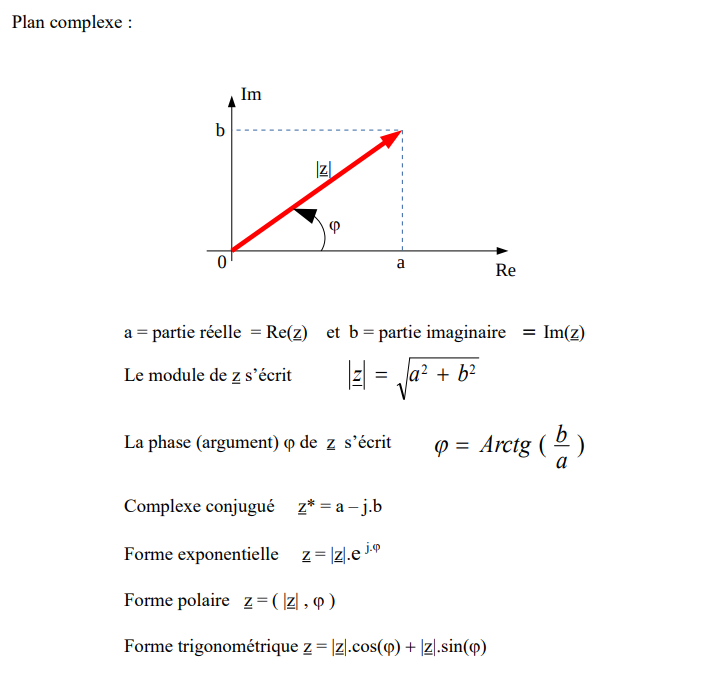 Plan complexe :
Im
b
|z|
φ
0
a
Re
a = partie réelle = Re(z) et b = partie imaginaire = Im(z)
Le module de z s’écrit |z| = √a² + b²
La phase (argument) φ de z s’écrit φ = Arctg ( b/a )
Complexe conjugué z* = a – j.b
Forme exponentielle z = |z|.e j.φ
Forme polaire z = ( |z| , φ )
Forme trigonométrique z = |z|.cos(φ) + |z|.sin(φ)